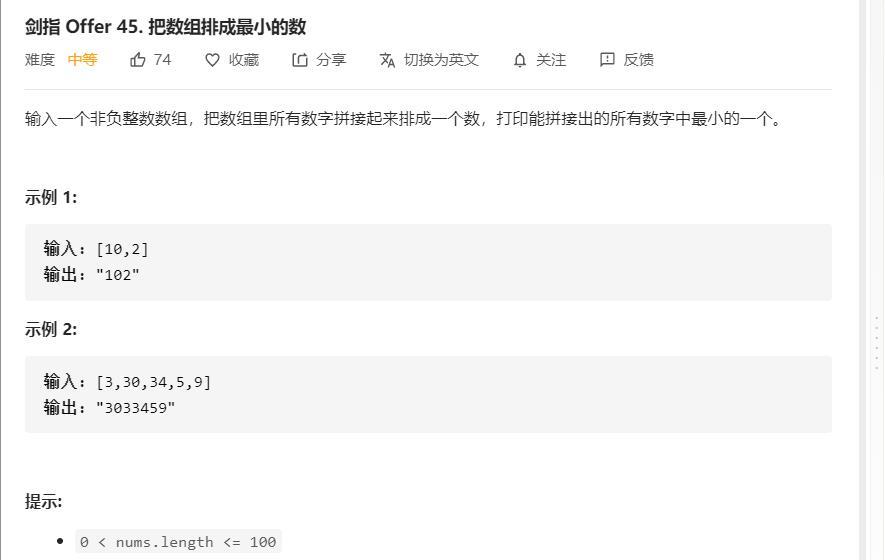 剑指 Offer 45. 把数组排成最小的数
难度 中等 74 收藏 分享 切换为英文 关注 反馈
输入一个非负整数数组，把数组里所有数字拼接起来排成一个数，打印能拼接出的所有数字中最小的一个。
示例 1:
输入: [10,2]
输出: "102"
示例 2:
输入: [3,30,34,5,9]
输出: "3033459"
提示:
• 0 < nums.length <= 100